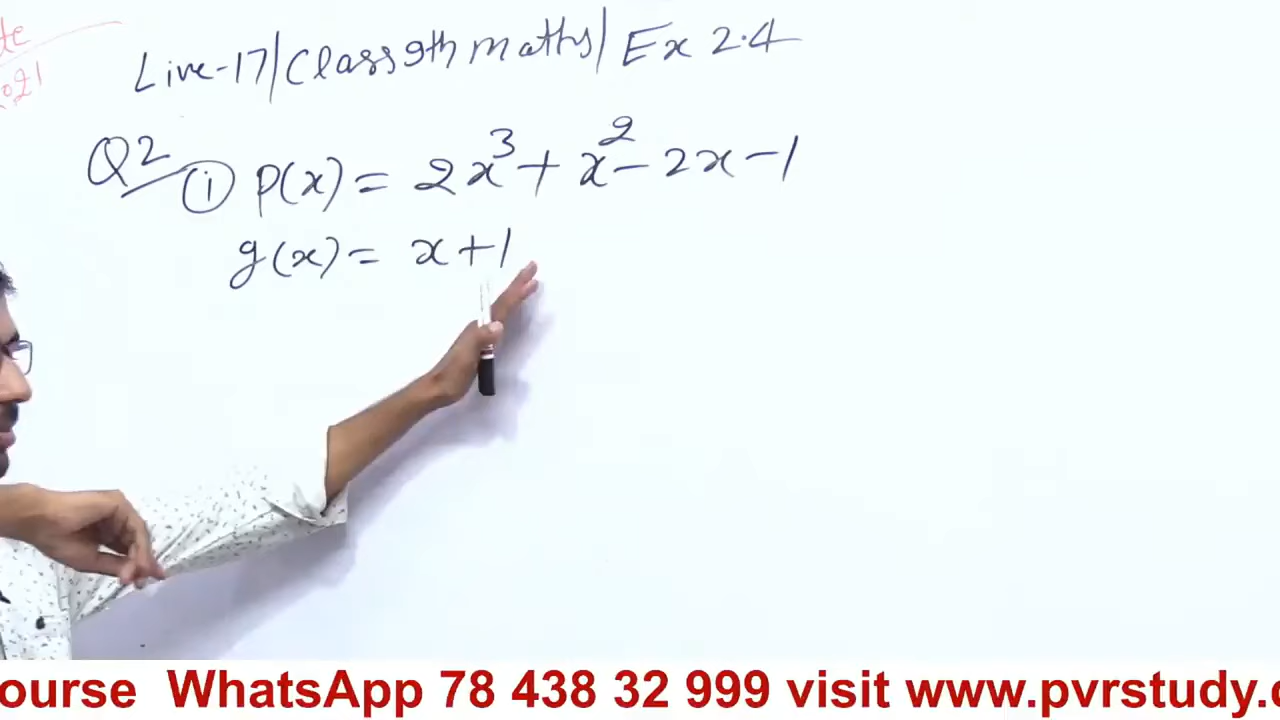 Live-17/Class 9th maths/Ex 2.4
Q2 (i) p(x) = 2x³ + x² - 2x - 1
g(x) = x + 1
WhatsApp 78 438 32 999 visit www.pvrstudy.c